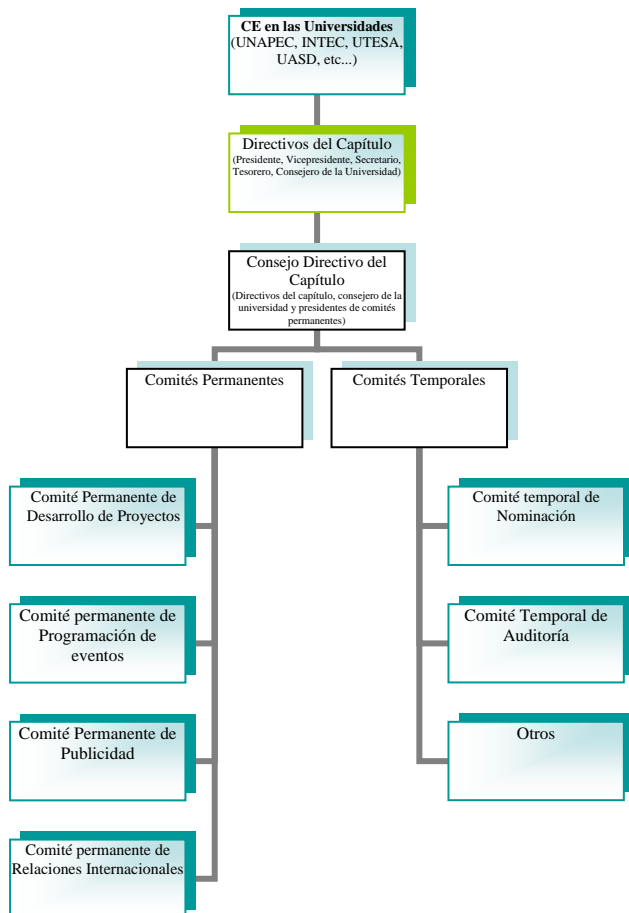 CE en las Universidades
(UNAPEC, INTEC, UTESA,
UASD, etc...)
Directivos del Capítulo
(Presidente, Vicepresidente, Secretario,
Tesorero, Consejero de la Universidad)
Consejo Directivo del
Capítulo
(Directivos del capítulo, consejero de la
universidad y presidentes de comités
permanentes)
Comités Permanentes
Comités Temporales
Comité Permanente de
Desarrollo de Proyectos
Comité permanente de
Programación de
eventos
Comité Permanente de
Publicidad
Comité permanente de
Relaciones Internacionales
Comité temporal de
Nominación
Comité Temporal de
Auditoría
Otros